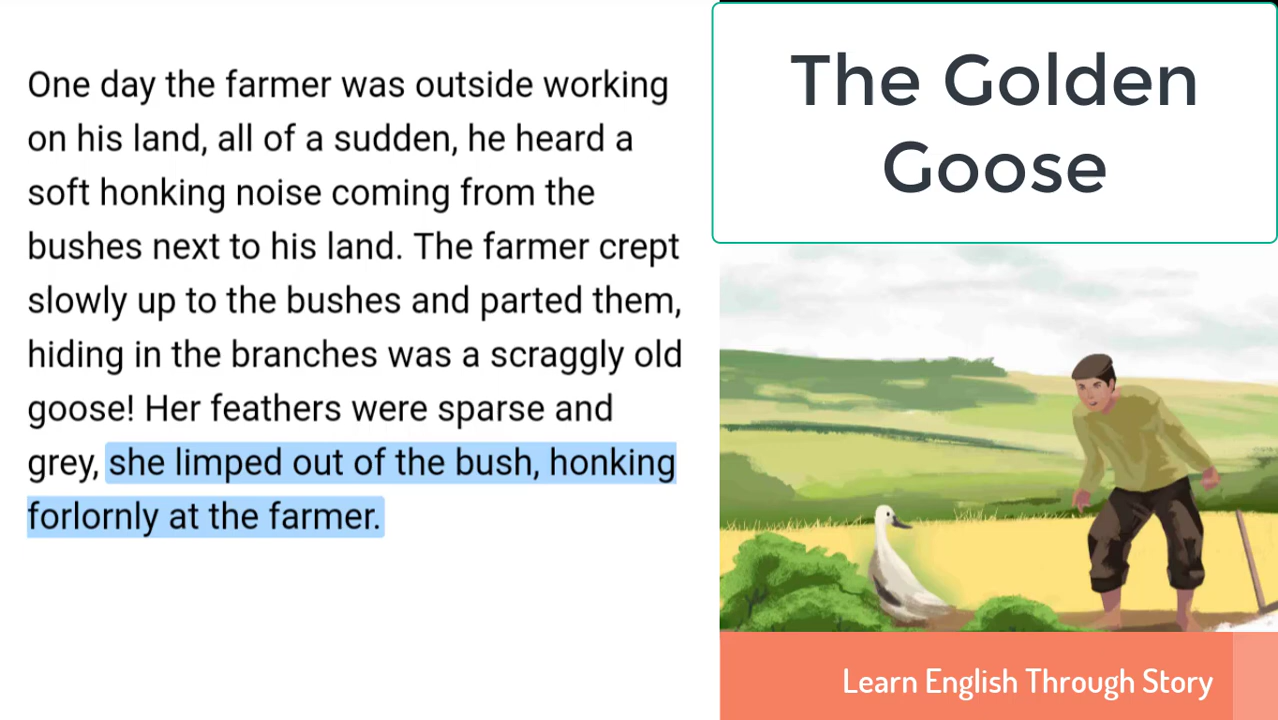 One day the farmer was outside working
on his land, all of a sudden, he heard a
soft honking noise coming from the
bushes next to his land. The farmer crept
slowly up to the bushes and parted them,
hiding in the branches was a scraggly old
goose! Her feathers were sparse and
grey, she limped out of the bush, honking
forlornly at the farmer.
The Golden
Goose
Learn English Through Story